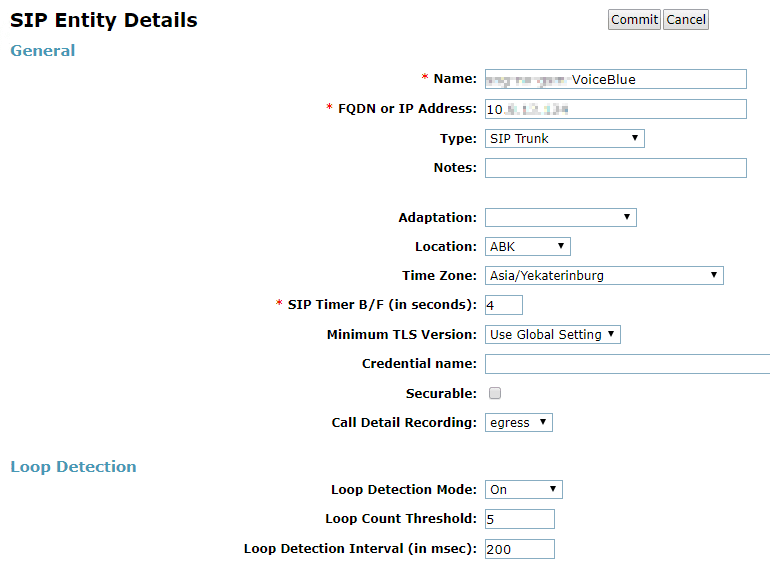 SIP Entity Details
Commit Cancel
General
* Name: VoiceBlue
* FQDN or IP Address: 10.
Type: SIP Trunk
Notes:
Adaptation:
Location: ABK
Time Zone: Asia/Yekaterinburg
* SIP Timer B/F (in seconds): 4
Minimum TLS Version: Use Global Setting
Credential name:
Securable:
Call Detail Recording: egress
Loop Detection
Loop Detection Mode: On
Loop Count Threshold: 5
Loop Detection Interval (in msec): 200